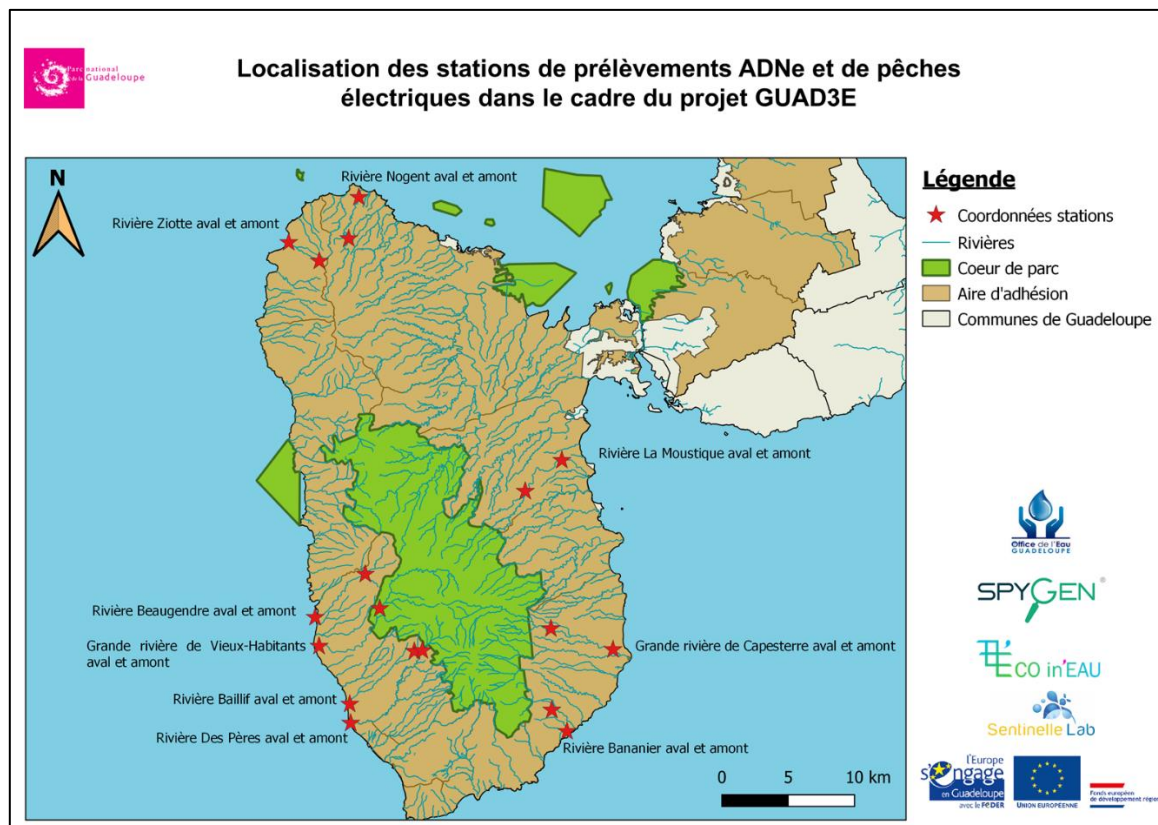 Parc national
de la Guadeloupe
Localisation des stations de prélèvements ADNe et de pêches
électriques dans le cadre du projet GUAD3E
N
Rivière Nogent aval et amont
Rivière Ziotte aval et amont
Rivière La Moustique aval et amont
Rivière Beaugendre aval et amont
Grande rivière de Vieux-Habitants
aval et amont
Grande rivière de Capesterre aval et amont
Rivière Baillif aval et amont
Rivière Des Pères aval et amont
Rivière Bananier aval et amont
0 5 10 km
Légende
Coordonnées stations
Rivières
Coeur de parc
Aire d'adhésion
Communes de Guadeloupe
Office de l'Eau
GUADELOUPE
SPYGEN®
ECO in'EAU
Sentinelle Lab
l'Europe
s'engage
en Guadeloupe
avec le FEDER
UNION EUROPÉENNE
Fonds européen
de développement régional